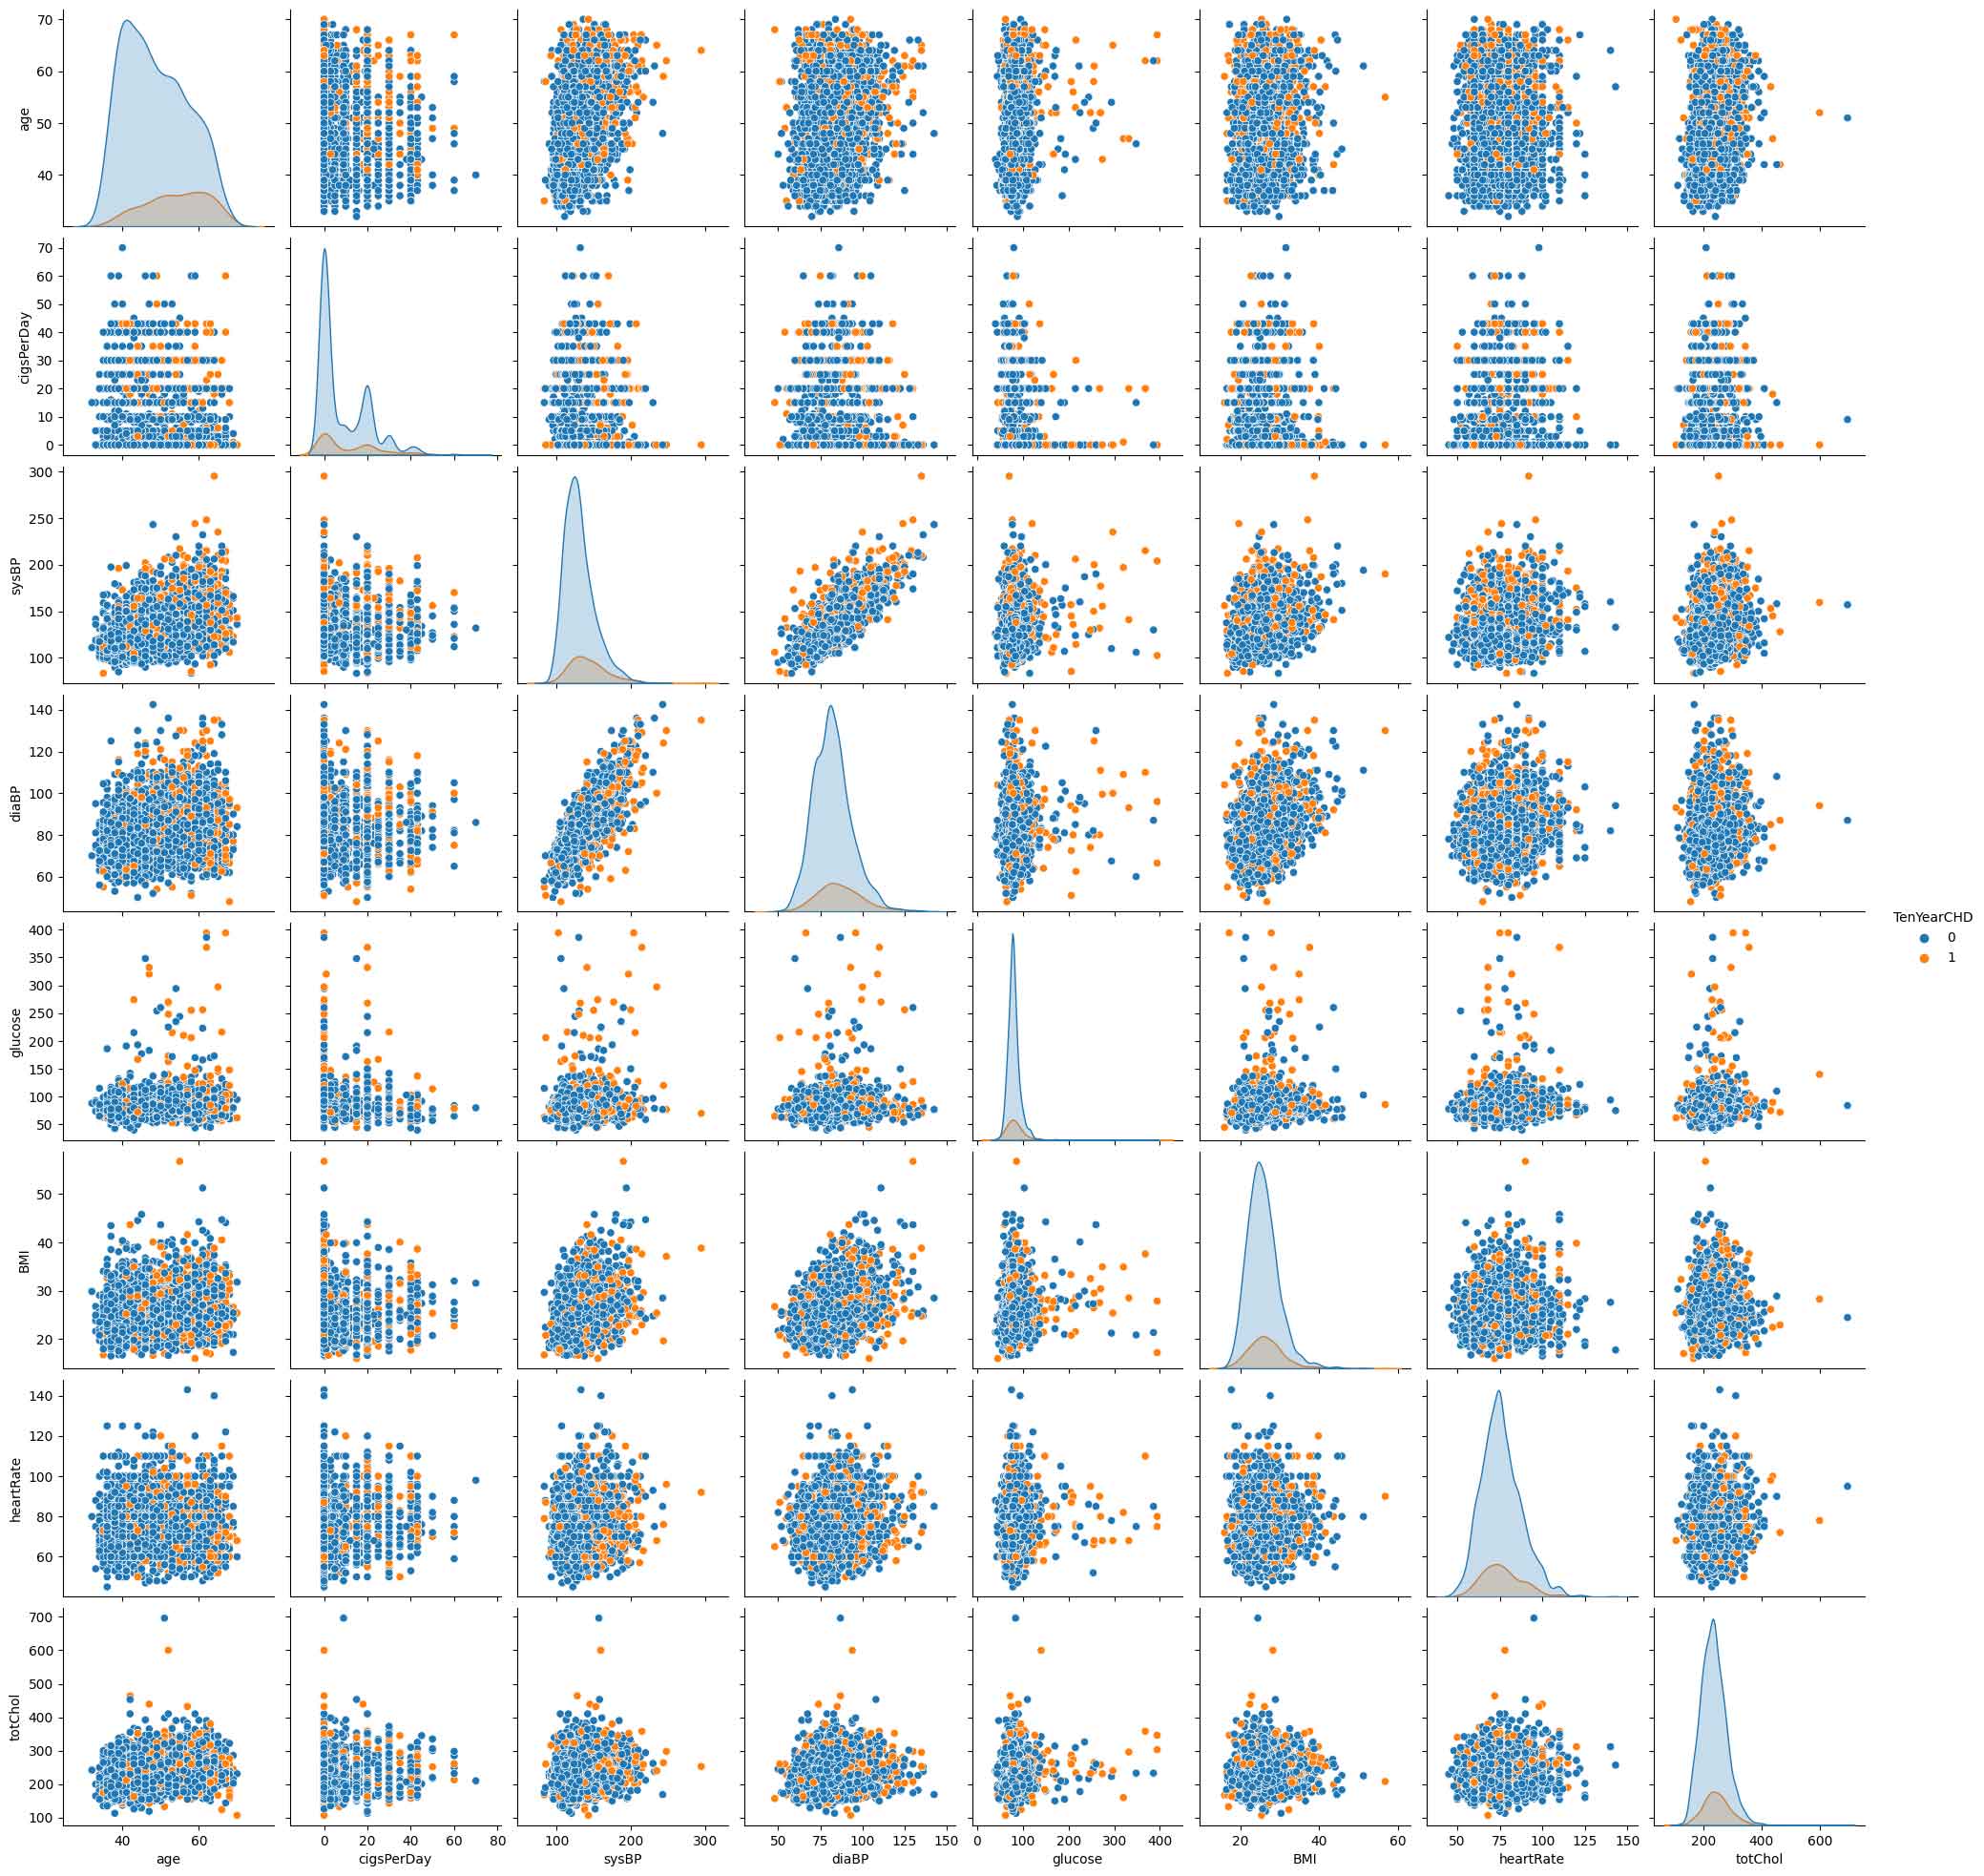 70
60
50
40
age
70
60
50
40
30
20
10
0
cigsPerDay
300
250
200
150
100
sysBP
140
120
100
80
60
diaBP
400
350
300
250
200
150
100
50
glucose
TenYearCHD
0
1
50
40
30
20
BMI
140
120
100
80
60
heartRate
700
600
500
400
300
200
100
totChol
40 60
0 20 40 60 80
100 200 300
50 75 100 125 150
0 100 200 300 400
20 40 60
50 75 100 125 150
200 400 600
age cigsPerDay sysBP diaBP glucose BMI heartRate totChol